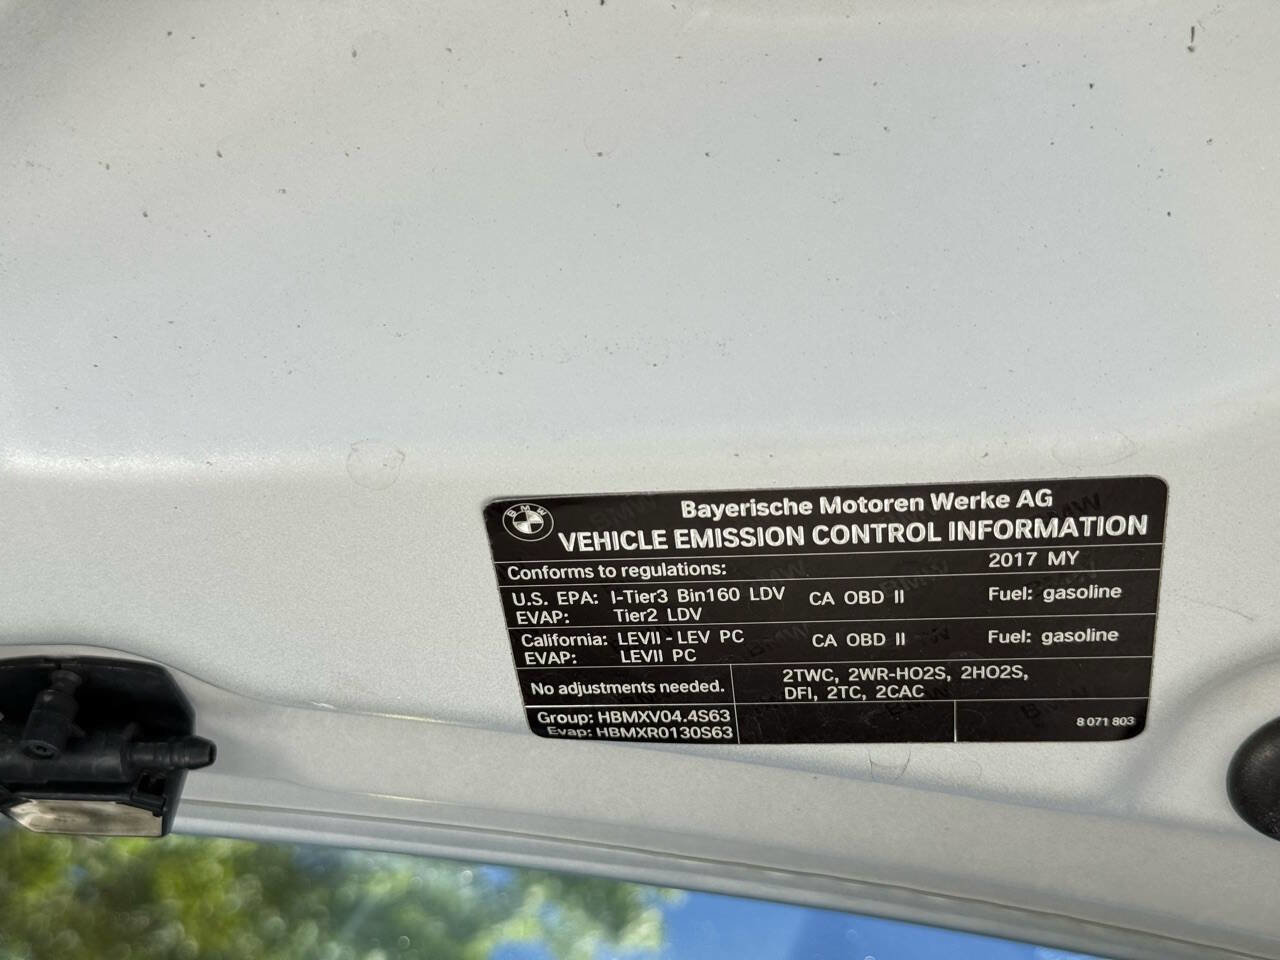 BMW
Bayerische Motoren Werke AG
VEHICLE EMISSION CONTROL INFORMATION
Conforms to regulations: 2017 MY
U.S. EPA: I-Tier3 Bin160 LDV CA OBD II Fuel: gasoline
EVAP: Tier2 LDV
California: LEVII - LEV PC CA OBD II Fuel: gasoline
EVAP: LEVII PC
No adjustments needed. 2TWC, 2WR-HO2S, 2HO2S,
DFI, 2TC, 2CAC
Group: HBMXV04.4S63
Evap: HBMXR0130S63
8 071 803